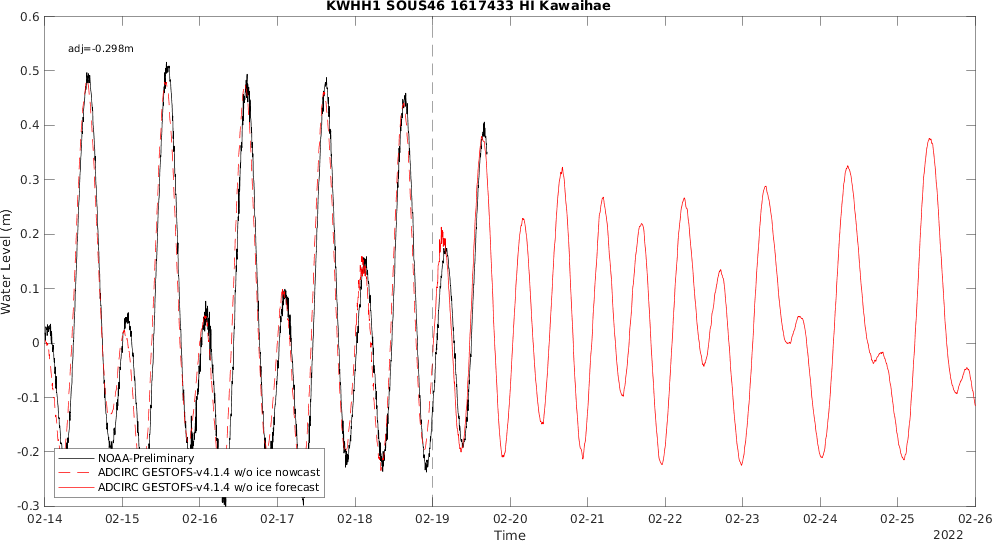 KWHH1 SOUS46 1617433 HI Kawaihae
adj=-0.298m
0.6
0.5
0.4
0.3
0.2
0.1
0
-0.1
-0.2
-0.3
Water Level (m)
NOAA-Preliminary
ADCIRC GESTOFS-v4.1.4 w/o ice nowcast
ADCIRC GESTOFS-v4.1.4 w/o ice forecast
02-14 02-15 02-16 02-17 02-18 02-19 02-20 02-21 02-22 02-23 02-24 02-25 02-26
Time
2022